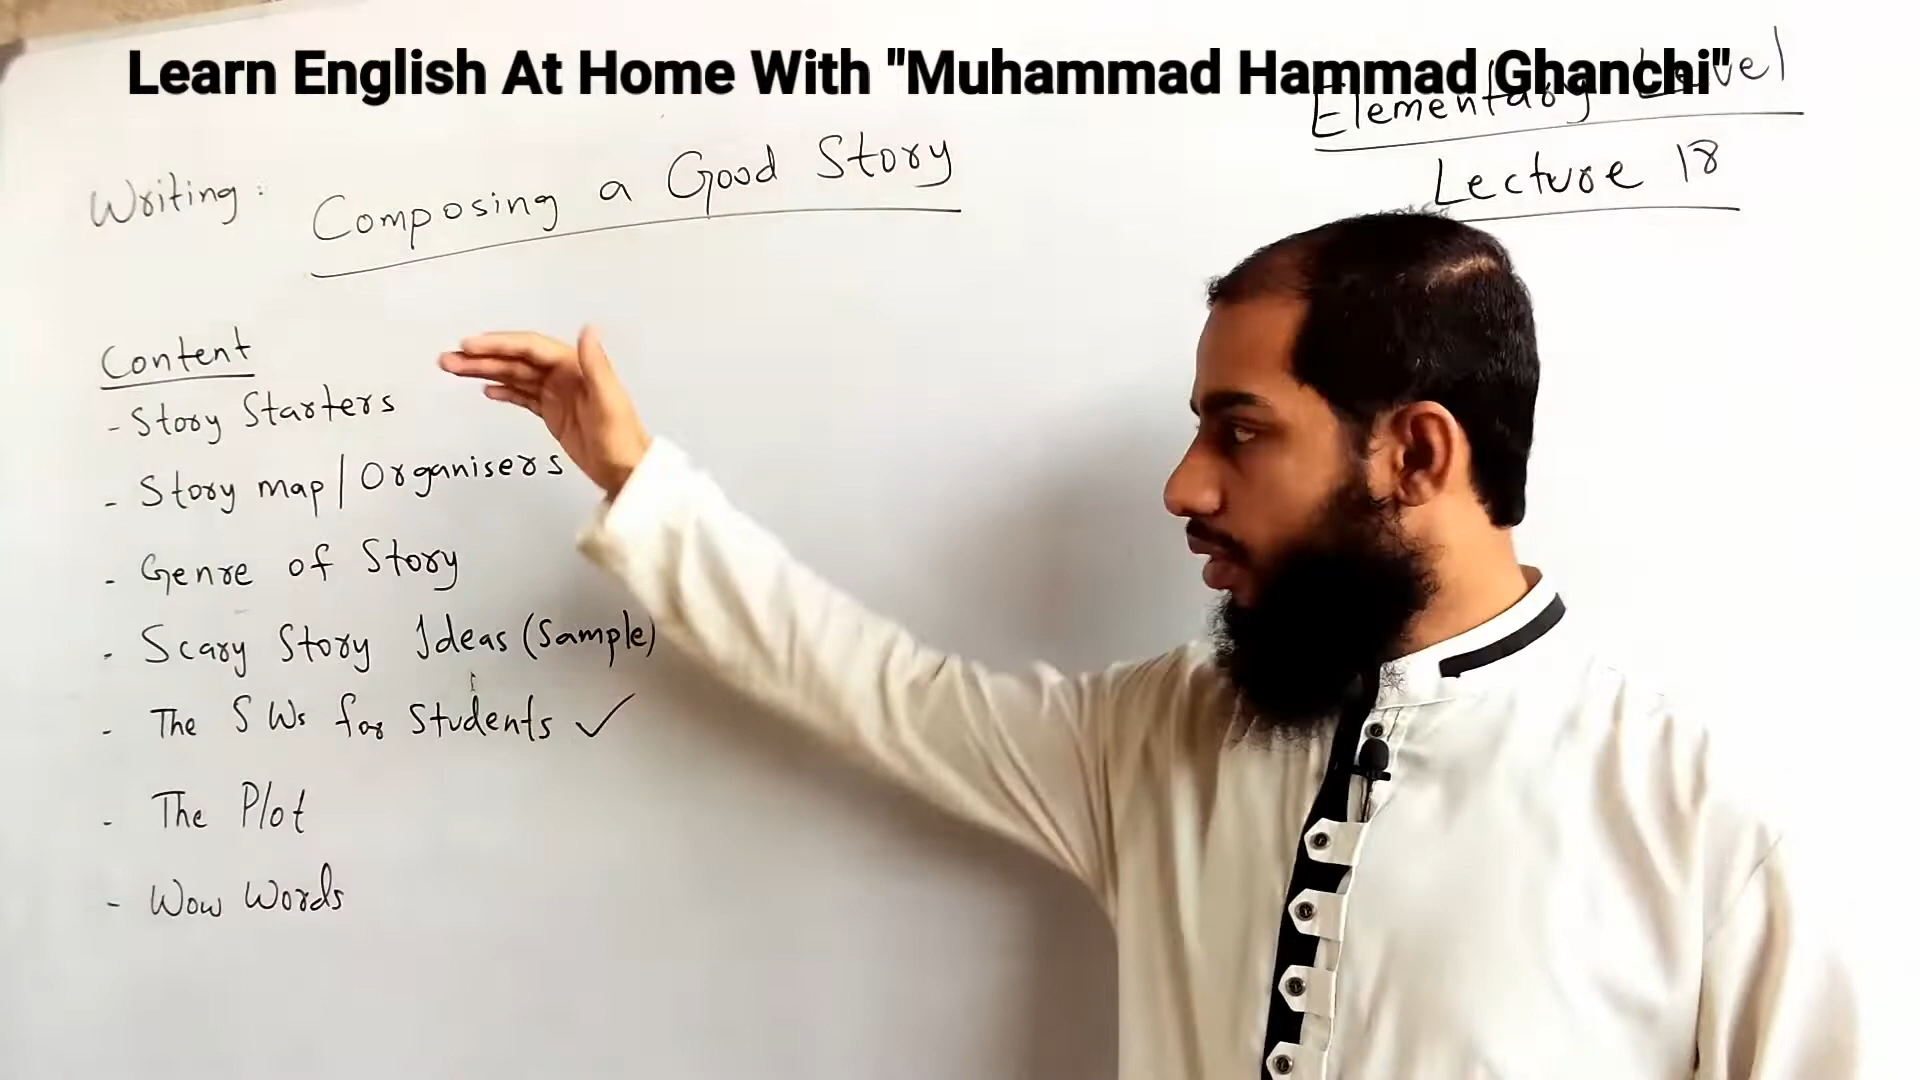 Learn English At Home With "Muhammad Hammad Ghanchi"
Elementary Level
Lecture 18
Writing: Composing a Good Story
Content
- Story Starters
- Story map / Organisers
- Genre of Story
- Scary Story Ideas (Sample)
- The 5 Ws for Students ✓
- The Plot
- Wow Words